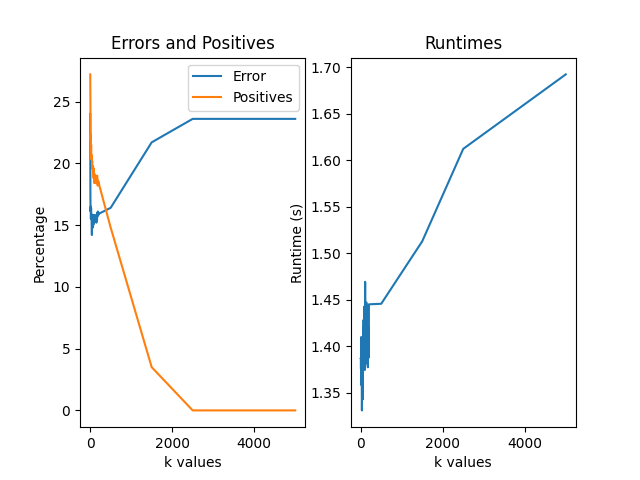 Errors and Positives
Error
Positives
Percentage
25
20
15
10
5
0
0
2000
4000
k values
Runtimes
Runtime (s)
1.70
1.65
1.60
1.55
1.50
1.45
1.40
1.35
0
2000
4000
k values